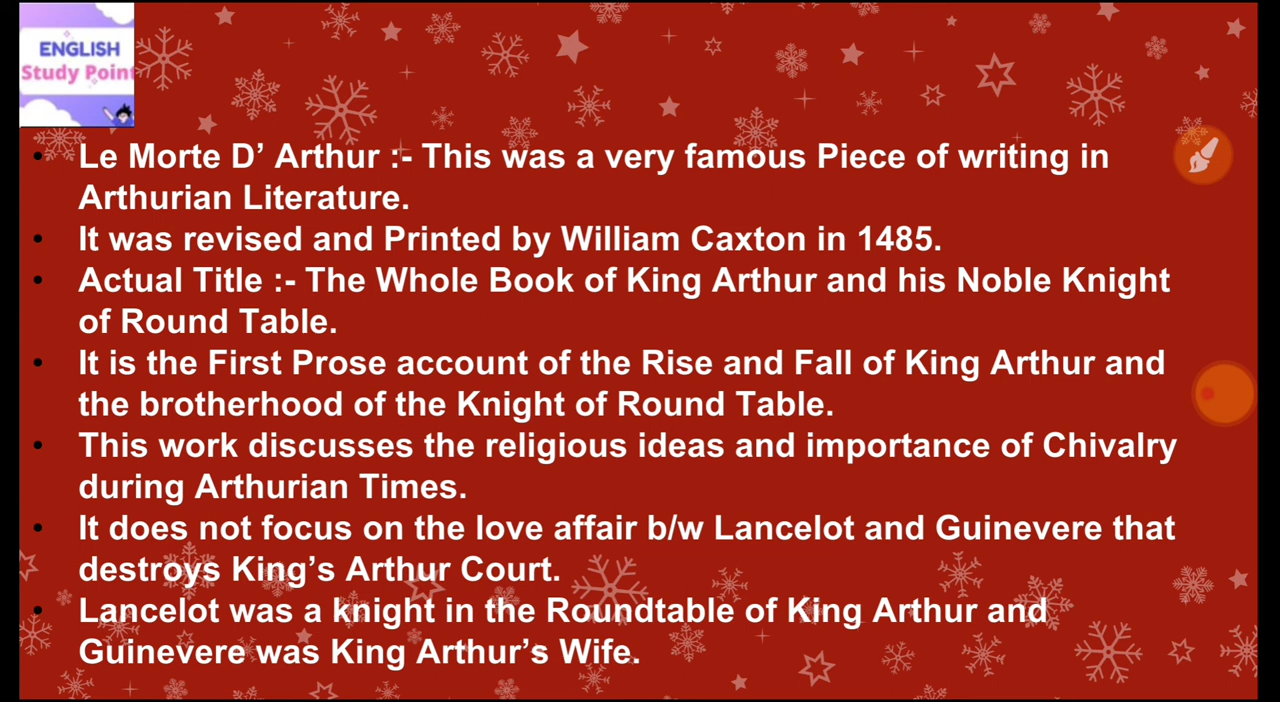 ENGLISH
Study Point
• Le Morte D’ Arthur :- This was a very famous Piece of writing in
Arthurian Literature.
• It was revised and Printed by William Caxton in 1485.
• Actual Title :- The Whole Book of King Arthur and his Noble Knight
of Round Table.
• It is the First Prose account of the Rise and Fall of King Arthur and
the brotherhood of the Knight of Round Table.
• This work discusses the religious ideas and importance of Chivalry
during Arthurian Times.
• It does not focus on the love affair b/w Lancelot and Guinevere that
destroys King’s Arthur Court.
• Lancelot was a knight in the Roundtable of King Arthur and
Guinevere was King Arthur’s Wife.